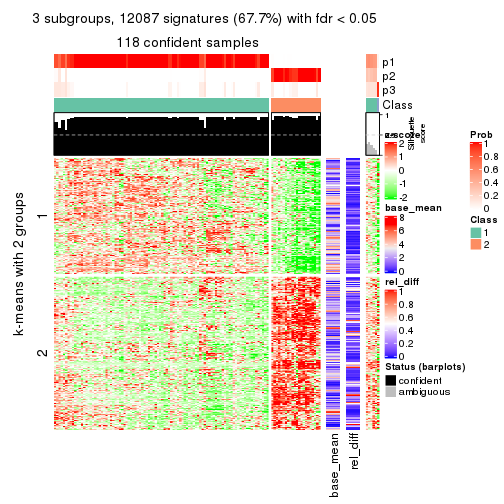 3 subgroups, 12087 signatures (67.7%) with fdr < 0.05
118 confident samples
p1
p2
p3
Class
1
Silhouette
score
k-means with 2 groups
1
2
base_mean
rel_diff
z-score
2
1
0
-1
-2
base_mean
8
6
4
2
0
rel_diff
1
0.8
0.6
0.4
0.2
0
Status (barplots)
confident
ambiguous
Prob
1
0.8
0.6
0.4
0.2
0
Class
1
2